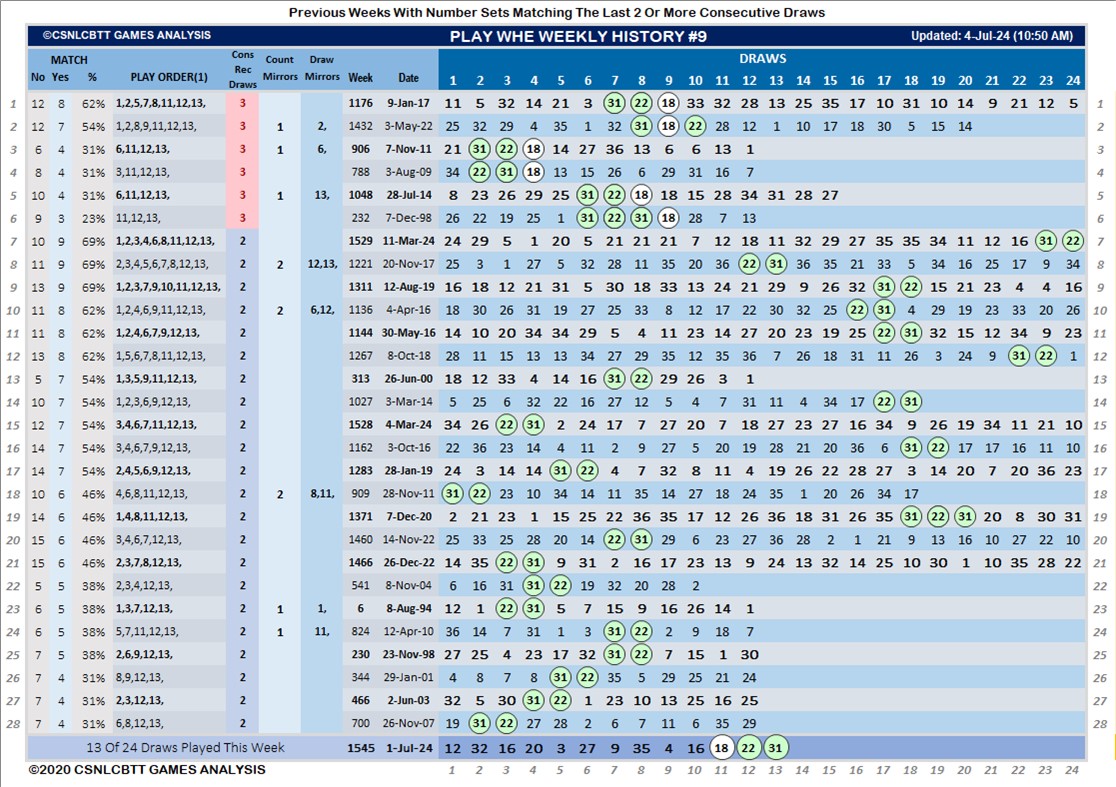 Previous Weeks With Number Sets Matching The Last 2 Or More Consecutive Draws
©CSNLCBTT GAMES ANALYSIS PLAY WHE WEEKLY HISTORY #9 Updated: 4-Jul-24 (10:50 AM)
MATCH Cons Rec Draws Count Mirrors Draw Mirrors DRAWS
No Yes % PLAY ORDER(1) Week Date 1 2 3 4 5 6 7 8 9 10 11 12 13 14 15 16 17 18 19 20 21 22 23 24
1 12 8 62% 1,2,5,7,8,11,12,13, 3 1176 9-Jan-17 11 5 32 14 21 3 31 22 18 33 32 28 13 25 35 17 10 31 10 14 9 21 12 5 1
2 12 7 54% 1,2,8,9,11,12,13, 3 1 2, 1432 3-May-22 25 32 29 4 35 1 32 31 18 22 28 12 1 10 17 18 30 5 15 14 2
3 6 4 31% 6,11,12,13, 3 1 6, 906 7-Nov-11 21 31 22 18 14 27 36 13 6 6 13 1 3
4 8 4 31% 3,11,12,13, 3 788 3-Aug-09 34 22 31 18 13 15 26 6 29 31 16 7 4
5 10 4 31% 6,11,12,13, 3 1 13, 1048 28-Jul-14 8 23 26 29 25 31 22 18 18 15 28 34 31 28 27 5
6 9 3 23% 11,12,13, 3 232 7-Dec-98 26 22 19 25 1 31 22 31 18 28 7 13 6
7 10 9 69% 1,2,3,4,6,8,11,12,13, 2 1529 11-Mar-24 24 29 5 1 20 5 21 21 21 7 12 18 11 32 29 27 35 35 34 11 12 16 31 22 7
8 11 9 69% 2,3,4,5,6,7,8,12,13, 2 2 12,13, 1221 20-Nov-17 25 3 1 27 5 32 28 11 35 20 36 22 31 36 35 21 33 5 34 16 25 17 9 34 8
9 13 9 69% 1,2,3,7,9,10,11,12,13, 2 1311 12-Aug-19 16 18 12 21 31 5 30 18 33 13 24 21 29 9 26 32 31 22 15 21 23 4 4 16 9
10 11 8 62% 1,2,4,6,9,11,12,13, 2 2 6,12, 1136 4-Apr-16 18 30 26 31 19 27 25 33 8 12 17 22 30 32 25 22 31 4 29 19 23 33 20 26 10
11 11 8 62% 1,2,4,6,7,9,12,13, 2 1144 30-May-16 14 10 20 34 34 29 5 4 11 23 14 27 20 23 19 25 22 31 32 15 12 34 9 23 11
12 13 8 62% 1,5,6,7,8,11,12,13, 2 1267 8-Oct-18 28 11 15 13 13 34 27 29 35 12 35 36 7 26 18 31 11 26 3 24 9 31 22 1 12
13 5 7 54% 1,3,5,9,11,12,13, 2 313 26-Jun-00 18 12 33 4 14 16 31 22 29 26 3 1 13
14 10 7 54% 1,2,3,6,9,12,13, 2 1027 3-Mar-14 5 25 6 32 22 16 27 12 5 4 7 31 11 4 34 17 22 31 14
15 12 7 54% 3,4,6,7,11,12,13, 2 1528 4-Mar-24 34 26 22 31 2 24 17 7 27 20 7 18 27 23 27 16 34 9 26 19 34 11 21 10 15
16 14 7 54% 3,4,6,7,9,12,13, 2 1162 3-Oct-16 22 36 14 4 11 2 9 27 5 20 19 28 21 20 36 6 31 22 17 17 16 11 10 16
17 14 7 54% 2,4,5,6,9,12,13, 2 1283 28-Jan-19 24 3 14 14 31 22 4 7 32 8 11 4 19 26 22 28 27 3 14 20 7 20 36 23 17
18 10 6 46% 4,6,8,11,12,13, 2 2 8,11, 909 28-Nov-11 31 22 23 10 34 14 11 35 14 27 18 24 35 1 20 26 34 17 18
19 14 6 46% 1,4,8,11,12,13, 2 1371 7-Dec-20 2 21 23 1 15 25 22 36 35 17 12 26 14 36 18 31 26 35 31 22 31 20 8 30 31 19
20 15 6 46% 3,4,6,7,12,13, 2 1460 14-Nov-22 25 33 25 28 20 14 22 31 29 6 23 27 36 28 2 1 21 9 13 16 10 27 22 10 20
21 15 6 46% 2,3,7,8,12,13, 2 1466 26-Dec-22 14 35 22 31 9 31 2 16 17 23 13 9 24 13 32 14 25 10 30 1 10 35 28 22 21
22 5 5 38% 2,3,4,12,13, 2 541 8-Nov-04 6 16 31 31 22 19 32 20 28 2 22
23 6 5 38% 1,3,7,12,13, 2 1 1, 6 8-Aug-94 12 1 22 31 5 7 15 9 16 26 14 1 23
24 6 5 38% 5,7,11,12,13, 2 1 11, 824 12-Apr-10 36 14 7 31 1 3 31 22 2 9 18 7 24
25 7 5 38% 2,6,9,12,13, 2 230 23-Nov-98 27 25 4 23 17 32 31 22 7 15 1 30 25
26 7 4 31% 8,9,12,13, 2 344 29-Jan-01 4 8 7 8 31 22 35 5 29 25 21 24 26
27 7 4 31% 2,3,12,13, 2 466 2-Jun-03 32 5 30 31 22 1 23 10 13 25 16 25 27
28 7 4 31% 6,8,12,13, 2 700 26-Nov-07 19 31 22 27 28 2 6 7 11 6 35 29 28
13 Of 24 Draws Played This Week 1545 1-Jul-24 12 32 16 20 3 27 9 35 4 16 18 22 31
©2020 CSNLCBTT GAMES ANALYSIS 1 2 3 4 5 6 7 8 9 10 11 12 13 14 15 16 17 18 19 20 21 22 23 24